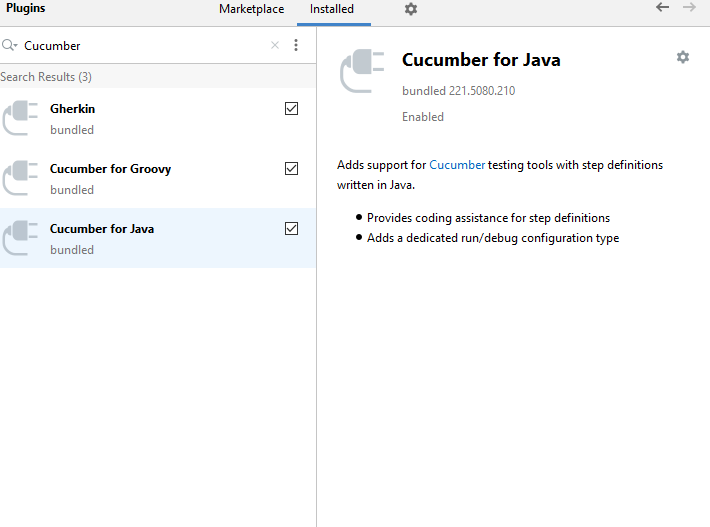 Plugins
Marketplace
Installed
Cucumber
Search Results (3)
Gherkin
bundled
Cucumber for Groovy
bundled
Cucumber for Java
bundled
Cucumber for Java
bundled 221.5080.210
Enabled
Adds support for Cucumber testing tools with step definitions
written in Java.
• Provides coding assistance for step definitions
• Adds a dedicated run/debug configuration type